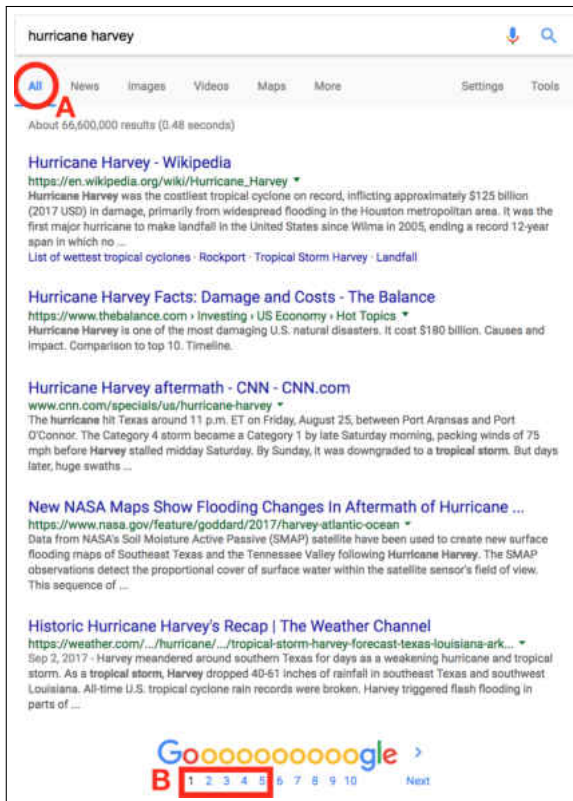 hurricane harvey
All News Images Videos Maps More Settings Tools
A
About 66,600,000 results (0.48 seconds)
Hurricane Harvey - Wikipedia
https://en.wikipedia.org/wiki/Hurricane_Harvey
Hurricane Harvey was the costliest tropical cyclone on record, inflicting approximately $125 billion
(2017 USD) in damage, primarily from widespread flooding in the Houston metropolitan area. It was the
first major hurricane to make landfall in the United States since Wilma in 2005, ending a record 12-year
span in which no ...
List of wettest tropical cyclones · Rockport · Tropical Storm Harvey · Landfall
Hurricane Harvey Facts: Damage and Costs - The Balance
https://www.thebalance.com › Investing › US Economy › Hot Topics
Hurricane Harvey is one of the most damaging U.S. natural disasters. It cost $180 billion. Causes and
impact. Comparison to top 10. Timeline.
Hurricane Harvey aftermath - CNN - CNN.com
www.cnn.com/specials/us/hurricane-harvey
The hurricane hit Texas around 11 p.m. ET on Friday, August 25, between Port Aransas and Port
O'Connor. The Category 4 storm became a Category 1 by late Saturday morning, packing winds of 75
mph before Harvey stalled midday Saturday. By Sunday, it was downgraded to a tropical storm. But days
later, huge swaths ...
New NASA Maps Show Flooding Changes In Aftermath of Hurricane ...
https://www.nasa.gov/feature/goddard/2017/harvey-atlantic-ocean
Data from NASA's Soil Moisture Active Passive (SMAP) satellite have been used to create new surface
flooding maps of Southeast Texas and the Tennessee Valley following Hurricane Harvey. The SMAP
observations detect the proportional cover of surface water within the satellite sensor's field of view.
This sequence of ...
Historic Hurricane Harvey's Recap | The Weather Channel
https://weather.com/.../hurricane/.../tropical-storm-harvey-forecast-texas-louisiana-ark...
Sep 2, 2017 - Harvey meandered around southern Texas for days as a weakening hurricane and tropical
storm. As a tropical storm, Harvey dropped 40-61 inches of rainfall in southeast Texas and southwest
Louisiana. All-time U.S. tropical cyclone rain records were broken. Harvey triggered flash flooding in
parts of ...
Goooooooooogle >
B 1 2 3 4 5 6 7 8 9 10 Next